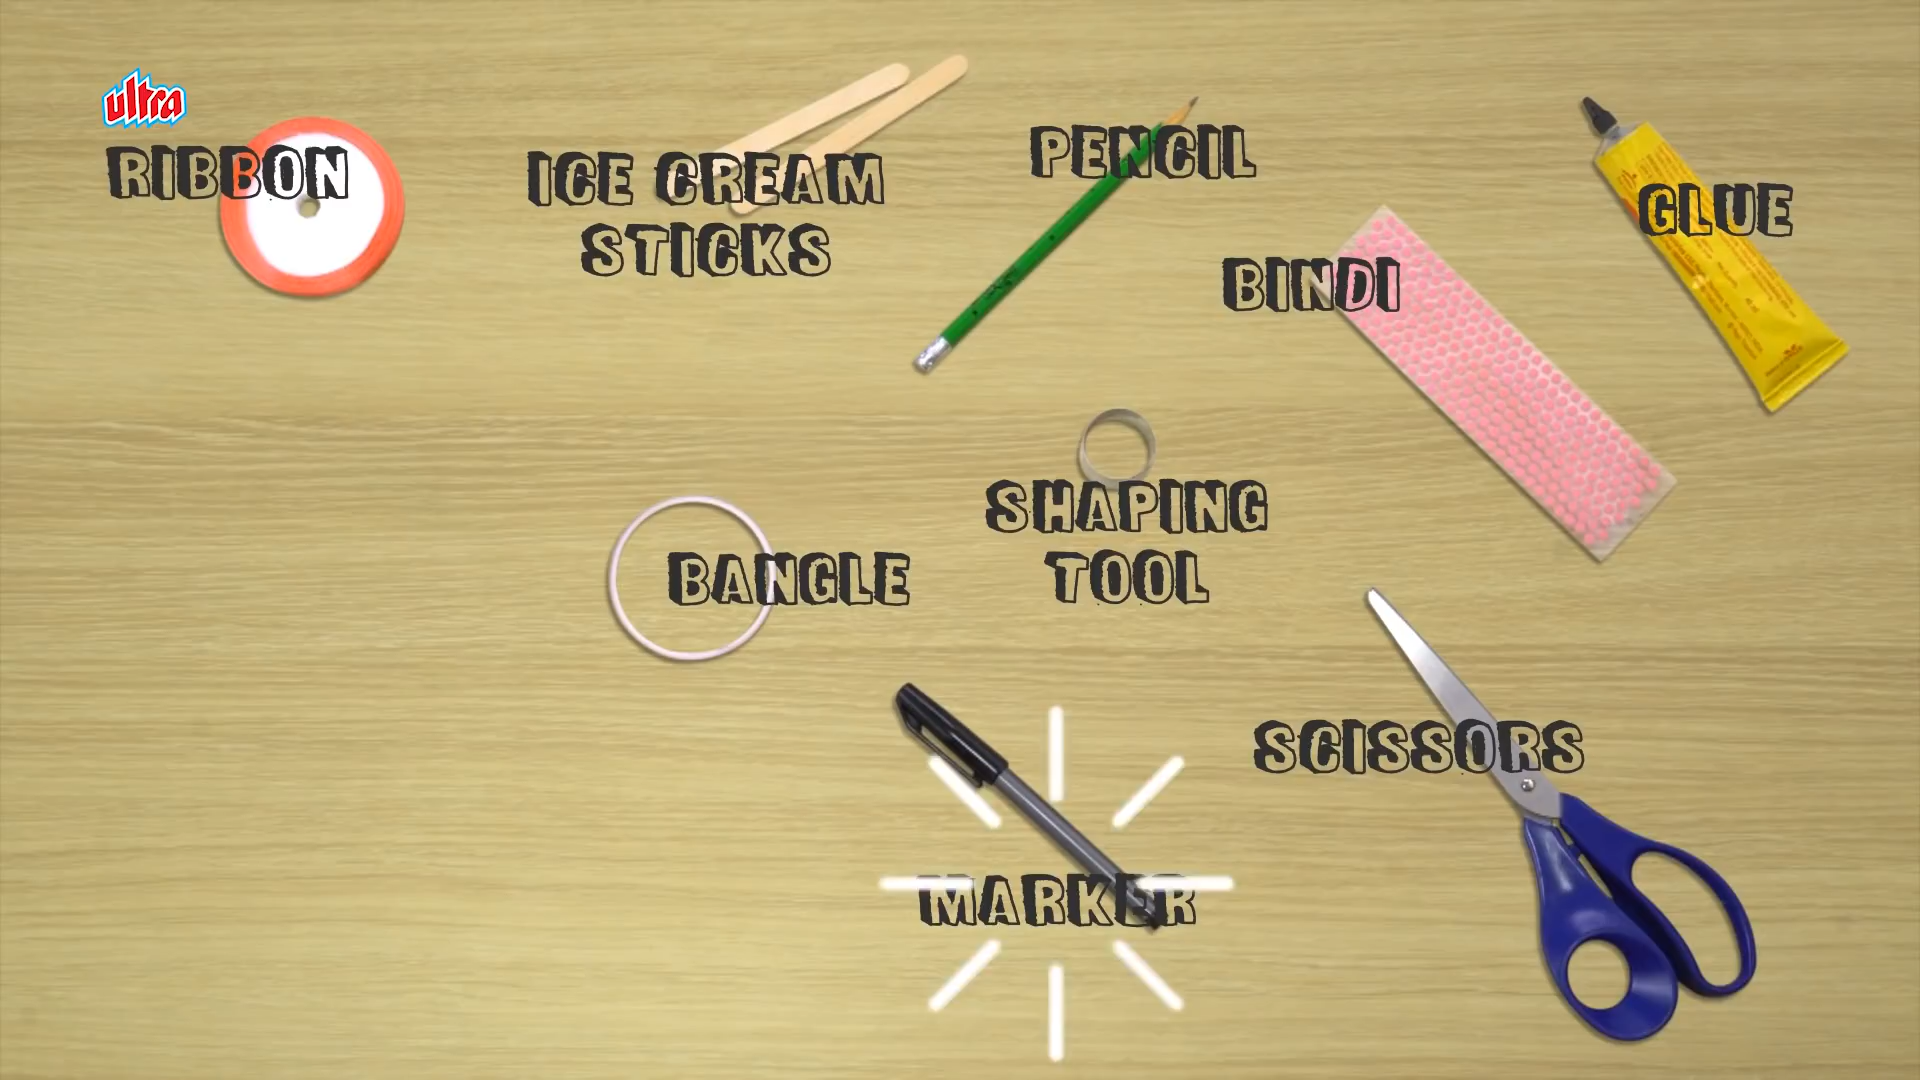 ultra
RIBBON
ICE CREAM
STICKS
PENCIL
GLUE
BINDI
SHAPING
TOOL
BANGLE
SCISSORS
MARKER